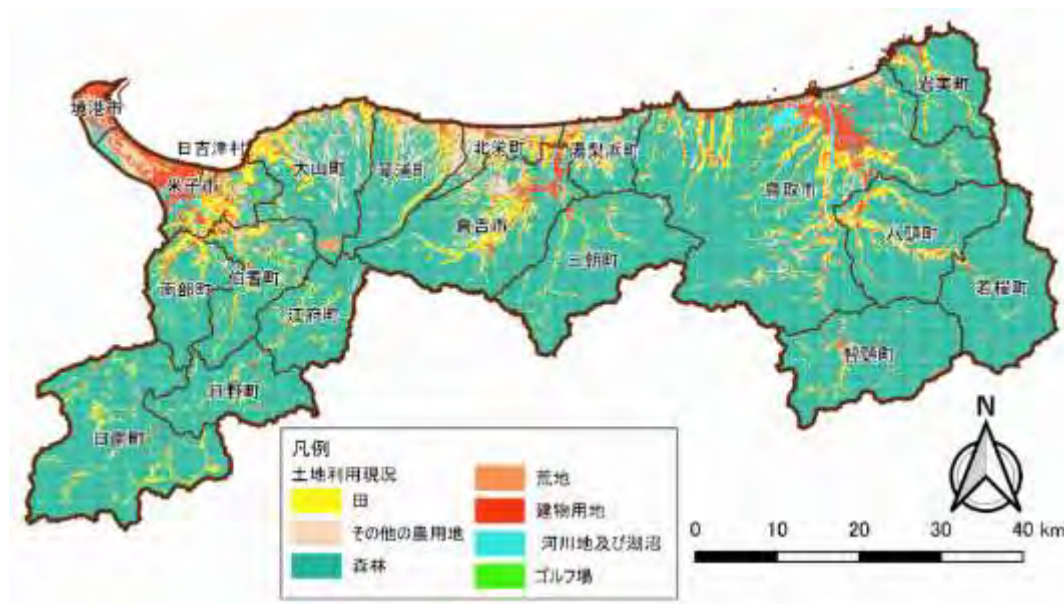 境港市
岩美町
日吉津村
米子市
大山町
琴浦町
北栄町
湯梨浜町
鳥取市
倉吉市
三朝町
八頭町
若桜町
南部町
伯耆町
江府町
智頭町
日野町
日南町
N
凡例
土地利用現況
田
その他の農用地
森林
荒地
建物用地
河川地及び湖沼
ゴルフ場
0 10 20 30 40 km